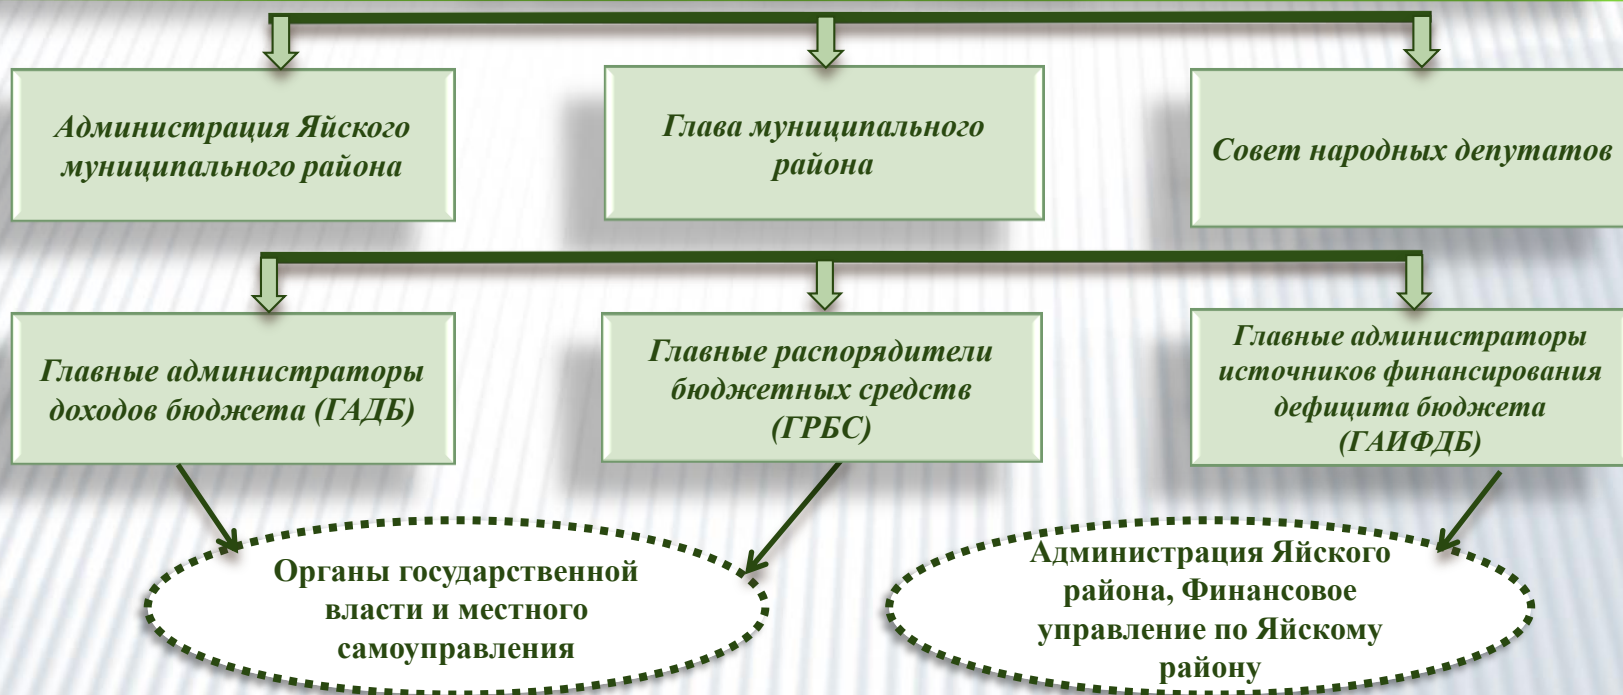 Администрация Яйского
муниципального района
Глава муниципального
района
Совет народных депутатов
Главные администраторы
доходов бюджета (ГАДБ)
Главные распорядители
бюджетных средств
(ГРБС)
Главные администраторы
источников финансирования
дефицита бюджета
(ГАИФДБ)
Органы государственной
власти и местного
самоуправления
Администрация Яйского
района, Финансовое
управление по Яйскому
району